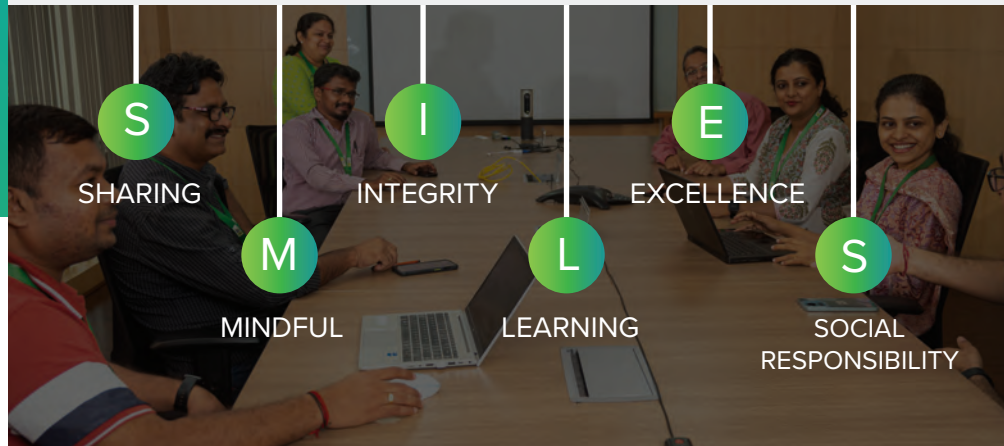 S
SHARING
M
MINDFUL
I
INTEGRITY
L
LEARNING
E
EXCELLENCE
S
SOCIAL
RESPONSIBILITY